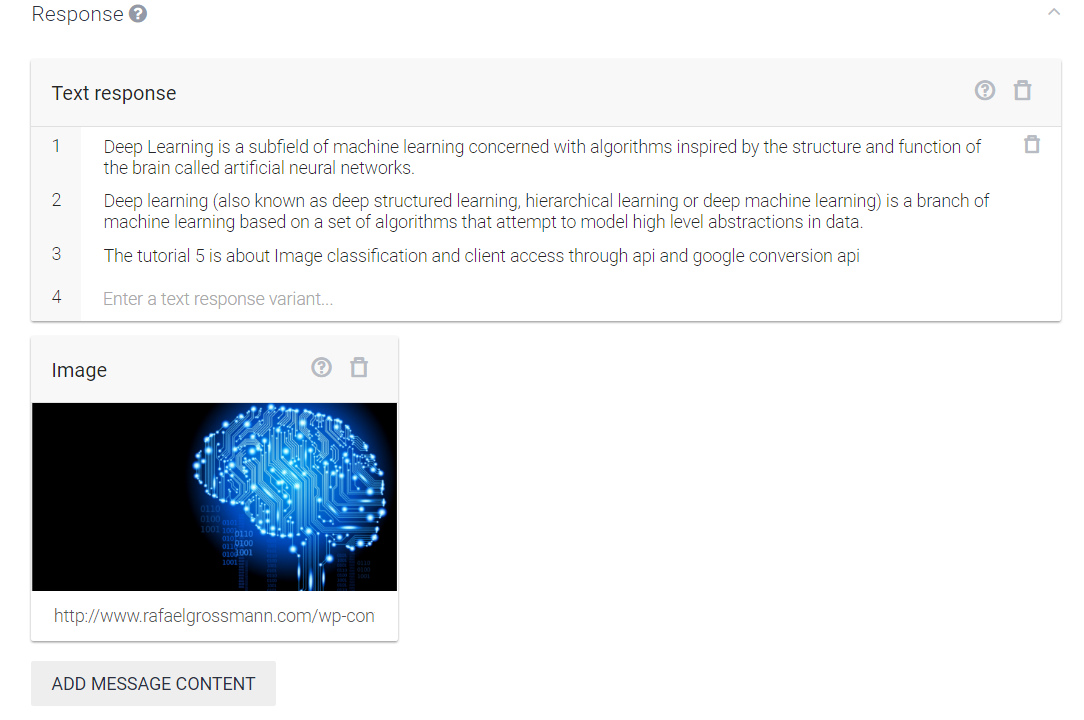 Response
Text response
1 Deep Learning is a subfield of machine learning concerned with algorithms inspired by the structure and function of
the brain called artificial neural networks.
2 Deep learning (also known as deep structured learning, hierarchical learning or deep machine learning) is a branch of
machine learning based on a set of algorithms that attempt to model high level abstractions in data.
3 The tutorial 5 is about Image classification and client access through api and google conversion api
4 Enter a text response variant...
Image
0110
0100
1001
0110
0100
1001
http://www.rafaelgrossmann.com/wp-con
ADD MESSAGE CONTENT